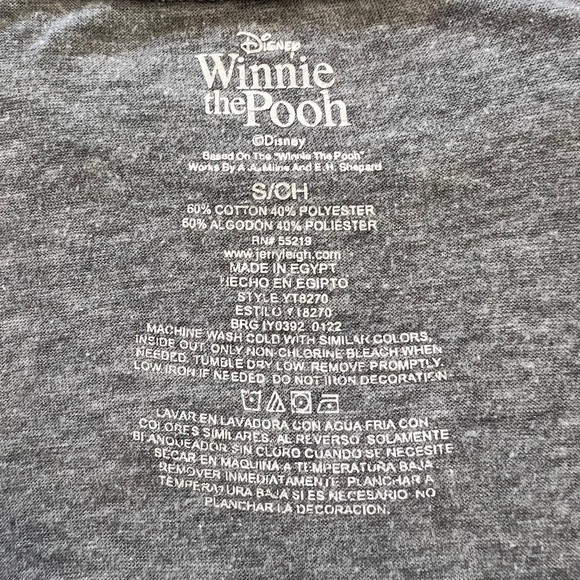 Disney
Winnie
the Pooh
©Disney
Based On The "Winnie The Pooh"
Works By A.A. Milne And E.H. Shepard
S/CH
60% COTTON 40% POLYESTER
60% ALGODÓN 40% POLIÉSTER
RN# 55219
www.jerryleigh.com
MADE IN EGYPT
HECHO EN EGIPTO
STYLE YT8270
ESTILO YT8270
BRG IY0392 0122
MACHINE WASH COLD WITH SIMILAR COLORS,
INSIDE OUT. ONLY NON CHLORINE BLEACH WHEN
NEEDED. TUMBLE DRY LOW. REMOVE PROMPTLY.
LOW IRON IF NEEDED. DO NOT IRON DECORATION.
LAVAR EN LAVADORA CON AGUA FRIA CON
COLORES SIMILARES, AL REVERSO. SOLAMENTE
BLANQUEADOR SIN CLORO CUANDO SE NECESITE
SECAR EN MAQUINA A TEMPERATURA BAJA.
REMOVER INMEDIATAMENTE. PLANCHAR A
TEMPERATURA BAJA SI ES NECESARIO. NO
PLANCHAR LA DECORACION.